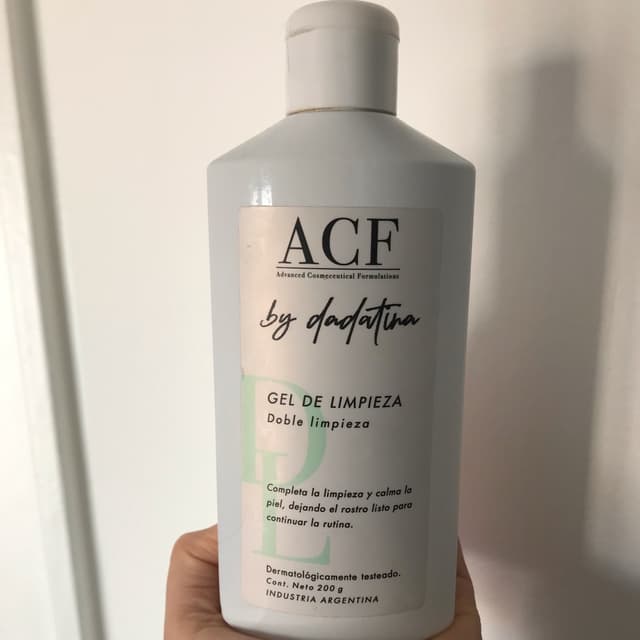 ACF
Advanced Cosmeceutical Formulations
by dadatina
GEL DE LIMPIEZA
Doble limpieza
DL
Completa la limpieza y calma la
piel, dejando el rostro listo para
continuar la rutina.
Dermatológicamente testeado.
Cont. Neto 200 g
INDUSTRIA ARGENTINA